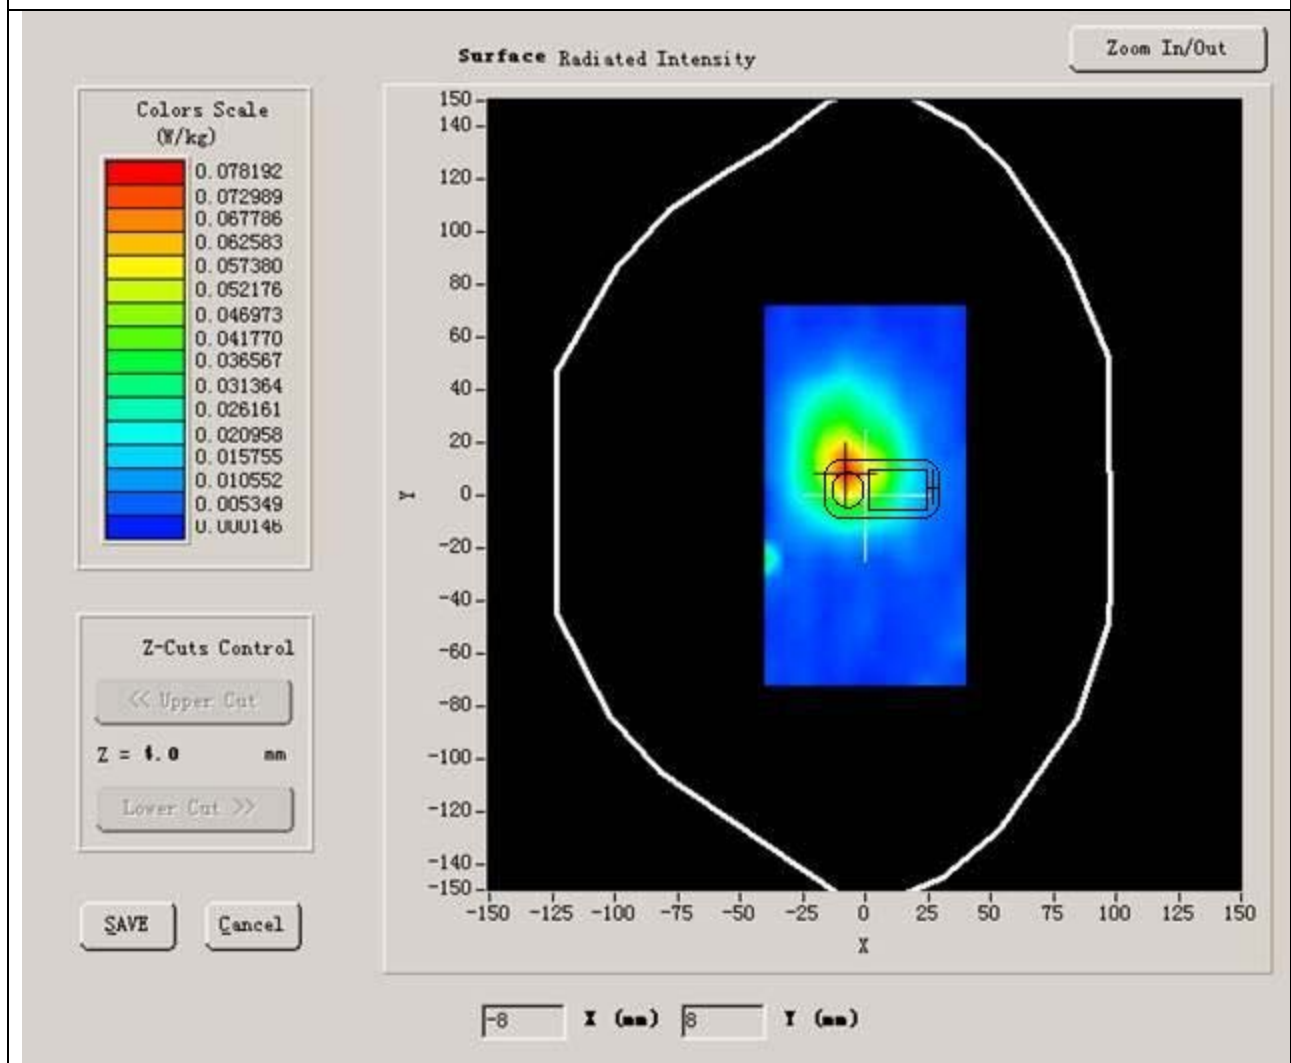 Surface Radiated Intensity
Zoom In/Out
Colors Scale
(W/kg)
0.078192
0.072989
0.067786
0.062583
0.057380
0.052176
0.046973
0.041770
0.036567
0.031364
0.026161
0.020958
0.015755
0.010552
0.005349
0.000146
Z-Cuts Control
<< Upper Cut
Z = 4.0 mm
Lower Cut >>
SAVE Cancel
150
140
120
100
80
60
40
20
0
-20
-40
-60
-80
-100
-120
-140
-150
Y
-150 -125 -100 -75 -50 -25 0 25 50 75 100 125 150
X
-8 X (mm) 8 Y (mm)